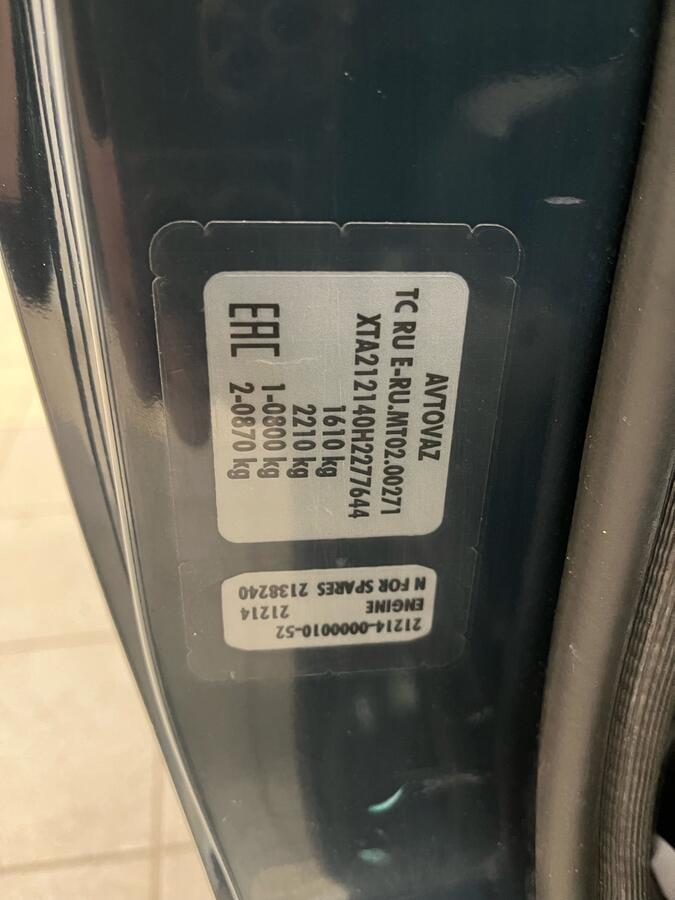 AVTOVAZ
TC RU E-RU.MT02.00271
XTA212140H2277644
1610 kg
2210 kg
1-0800 kg
2-0870 kg
EAC
21214-0000010-52
ENGINE 21214
N FOR SPARES 2138240